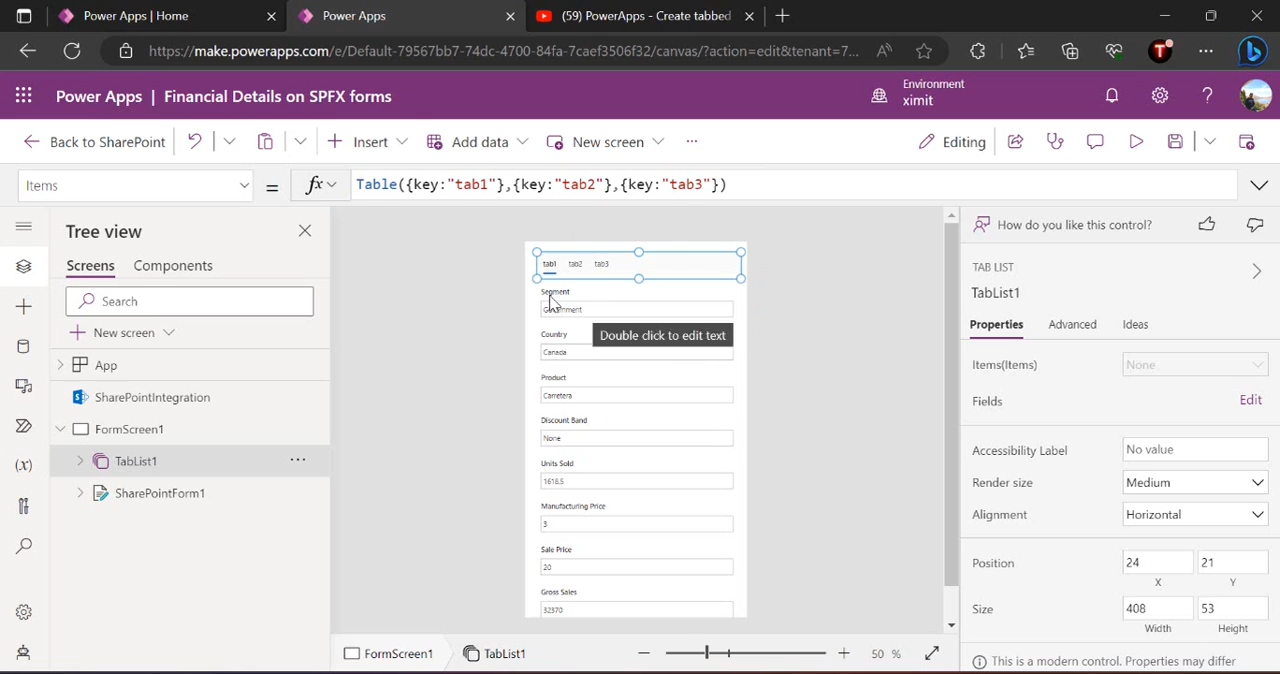 Power Apps | Home
Power Apps
(59) PowerApps - Create tabbed
https://make.powerapps.com/e/Default-79567bb7-74dc-4700-84fa-7caef3506f32/canvas/?action=edit&tenant=7...
Power Apps | Financial Details on SPFX forms
Environment
ximit
Back to SharePoint
Insert
Add data
New screen
Editing
Items
= fx
Table({key:"tab1"},{key:"tab2"},{key:"tab3"})
Tree view
Screens
Components
Search
New screen
App
SharePointIntegration
FormScreen1
TabList1
SharePointForm1
tab1
tab2
tab3
Segment
Country
Double click to edit text
Canada
Product
Carretera
Discount Band
None
Units Sold
1618.5
Manufacturing Price
3
Sale Price
20
Gross Sales
32370
FormScreen1
TabList1
50 %
How do you like this control?
TAB LIST
TabList1
Properties
Advanced
Ideas
Items(Items)
None
Fields
Edit
Accessibility Label
No value
Render size
Medium
Alignment
Horizontal
Position
24
21
X
Y
Size
408
53
Width
Height
This is a modern control. Properties may differ